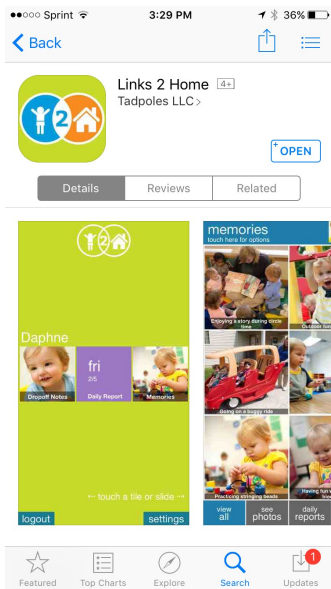 Sprint 3:29 PM 36%
Back
Links 2 Home 4+
Tadpoles LLC >
+ OPEN
Details Reviews Related
2
Daphne
Dropoff Notes
fri
2/5
Daily Report
Memories
← touch a tile or slide →
logout settings
memories
touch here for options
Enjoying a story during circle
time
Outdoor fun
Going on a buggy ride
Practicing stringing beads
Having fun
view
all
see
photos
daily
reports
Featured Top Charts Explore Search Updates
1